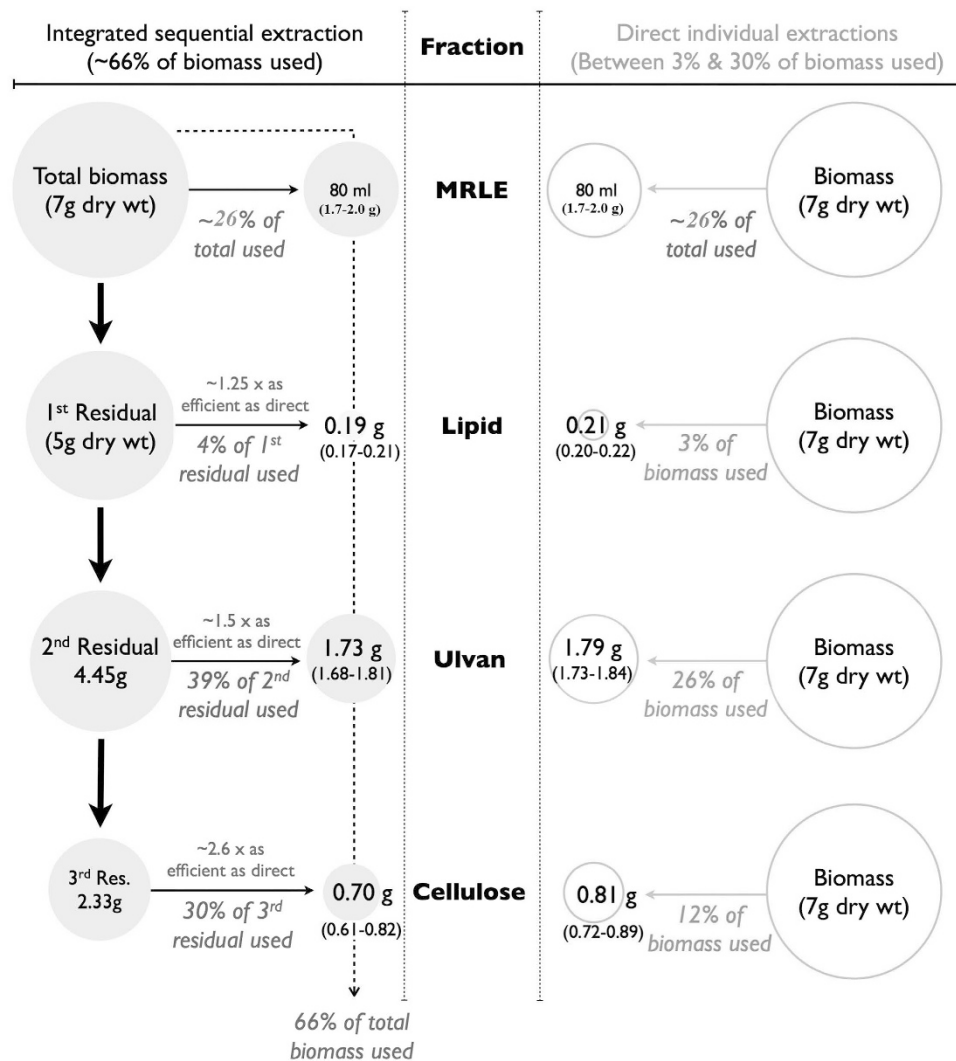 Integrated sequential extraction
(~66% of biomass used)
Fraction
Direct individual extractions
(Between 3% & 30% of biomass used)
Total biomass
(7g dry wt)
~26% of
total used
80 ml
(1.7-2.0 g)
MRLE
80 ml
(1.7-2.0 g)
~26% of
total used
Biomass
(7g dry wt)
1st Residual
(5g dry wt)
~1.25 x as
efficient as direct
4% of 1st
residual used
0.19 g
(0.17-0.21)
Lipid
0.21 g
(0.20-0.22)
3% of
biomass used
Biomass
(7g dry wt)
2nd Residual
4.45g
~1.5 x as
efficient as direct
39% of 2nd
residual used
1.73 g
(1.68-1.81)
Ulvan
1.79 g
(1.73-1.84)
26% of
biomass used
Biomass
(7g dry wt)
3rd Res.
2.33g
~2.6 x as
efficient as direct
30% of 3rd
residual used
0.70 g
(0.61-0.82)
Cellulose
0.81 g
(0.72-0.89)
12% of
biomass used
Biomass
(7g dry wt)
66% of total
biomass used